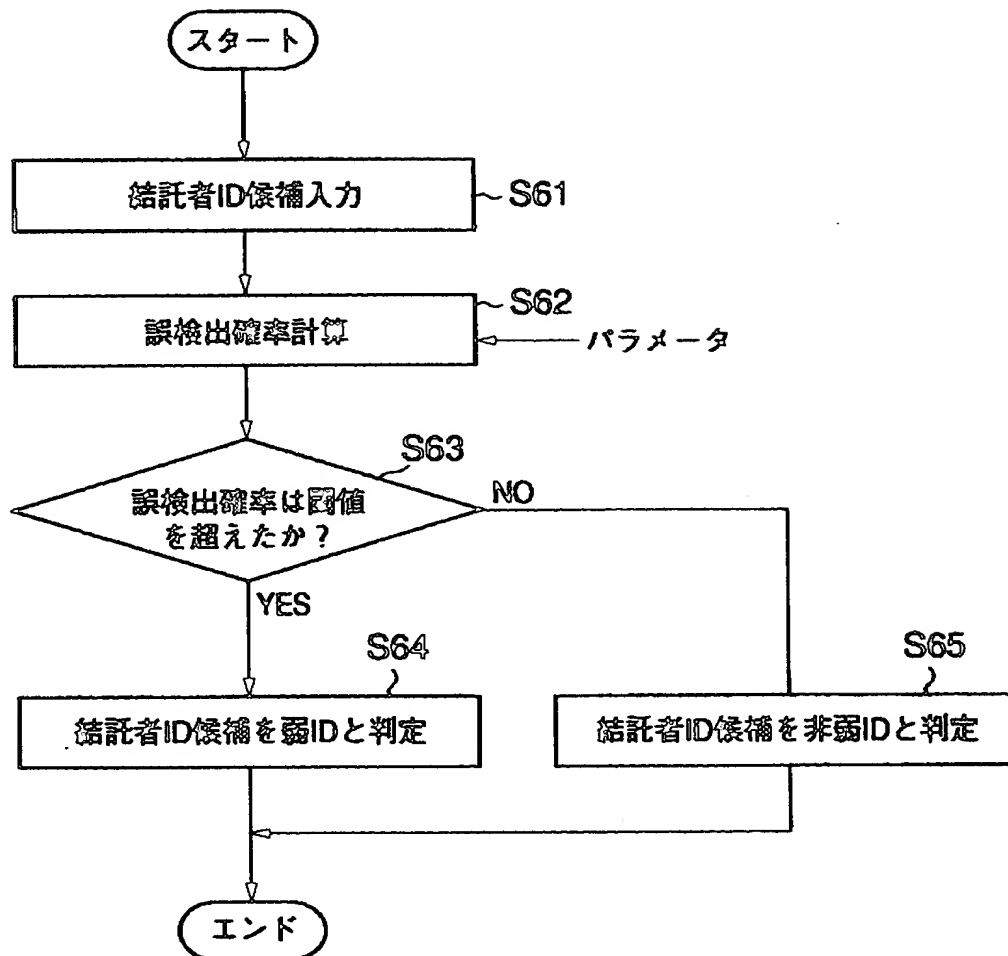 スタート
結託者ID候補入力
S61
S62
誤検出確率計算
パラメータ
S63
誤検出確率は閾値
を超えたか?
NO
YES
S64
結託者ID候補を弱IDと判定
S65
結託者ID候補を非弱IDと判定
エンド